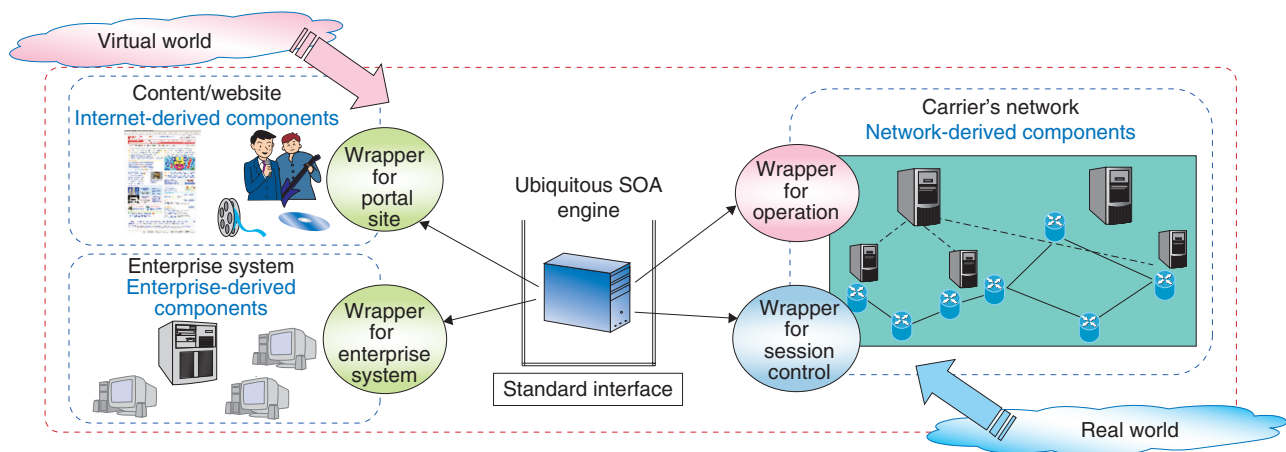 Virtual world
Content/website
Internet-derived components
Wrapper
for
portal
site
Enterprise system
Enterprise-derived
components
Wrapper
for
enterprise
system
Ubiquitous SOA
engine
Standard interface
Wrapper
for
operation
Wrapper
for
session
control
Carrier's network
Network-derived components
Real world